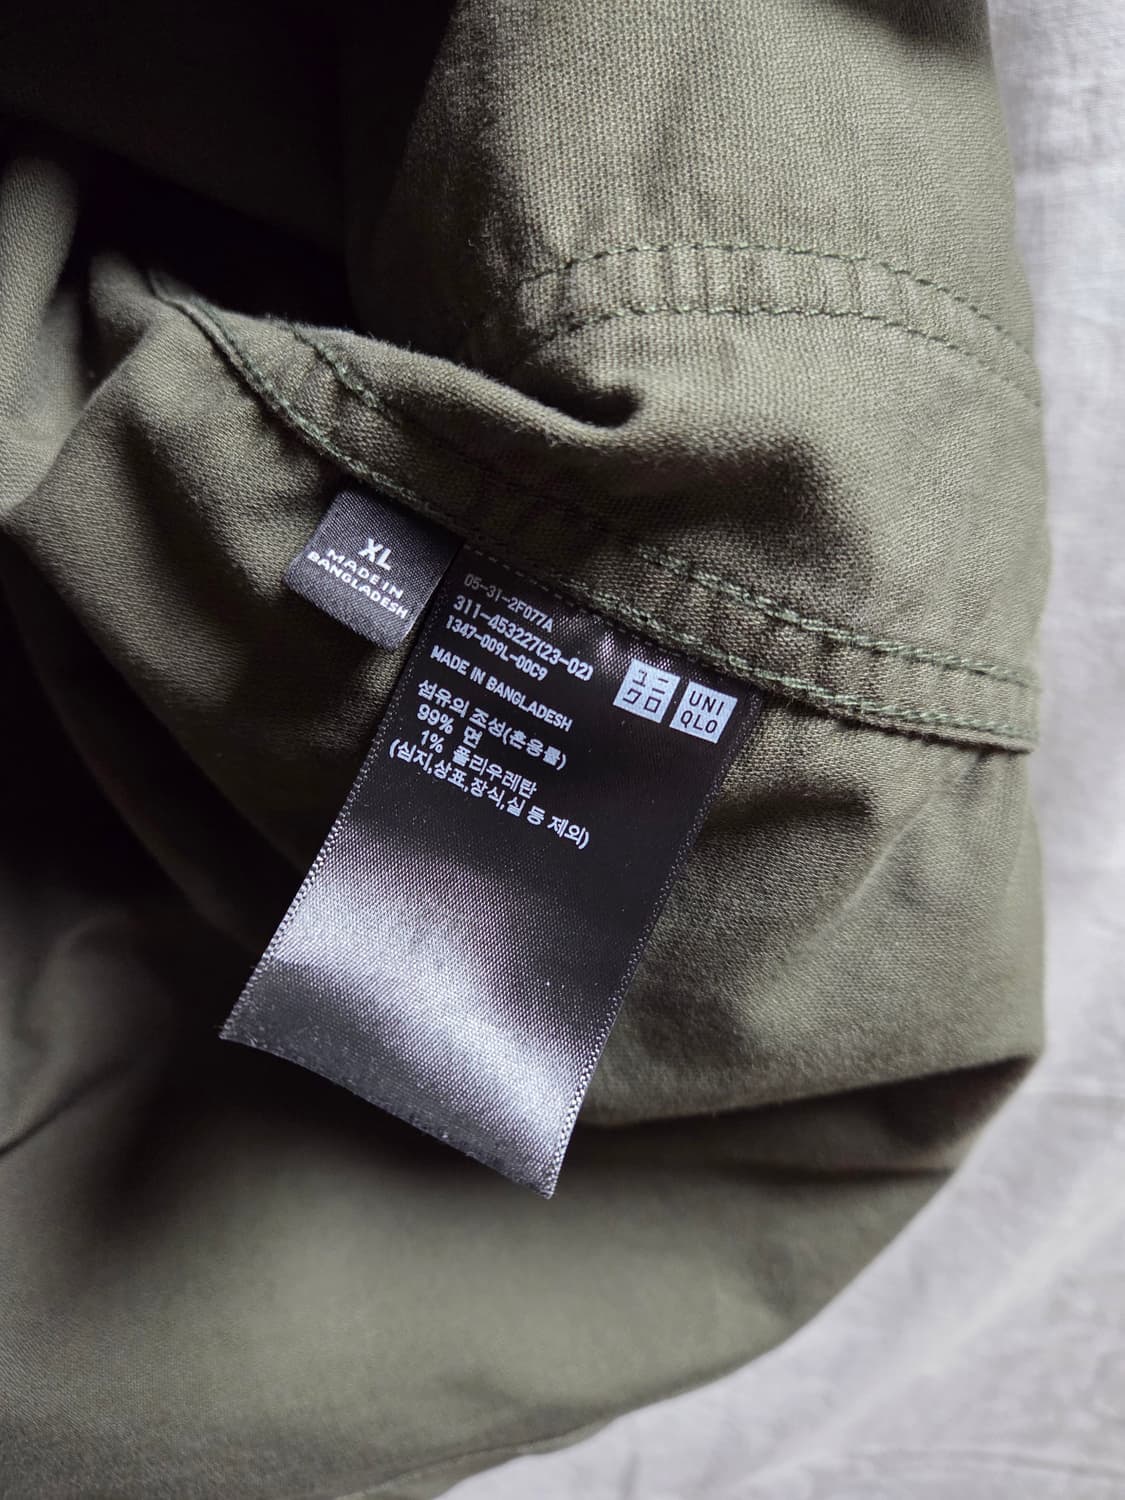 XL
MADE IN
BANGLADESH
05-31-2F077A
311-453227(23-02)
1347-009L-00C9
MADE IN BANGLADESH
ユニ
クロ
UNI
QLO
섬유의 조성(혼용률)
99% 면
1% 폴리우레탄
(심지,상표,장식,실 등 제외)